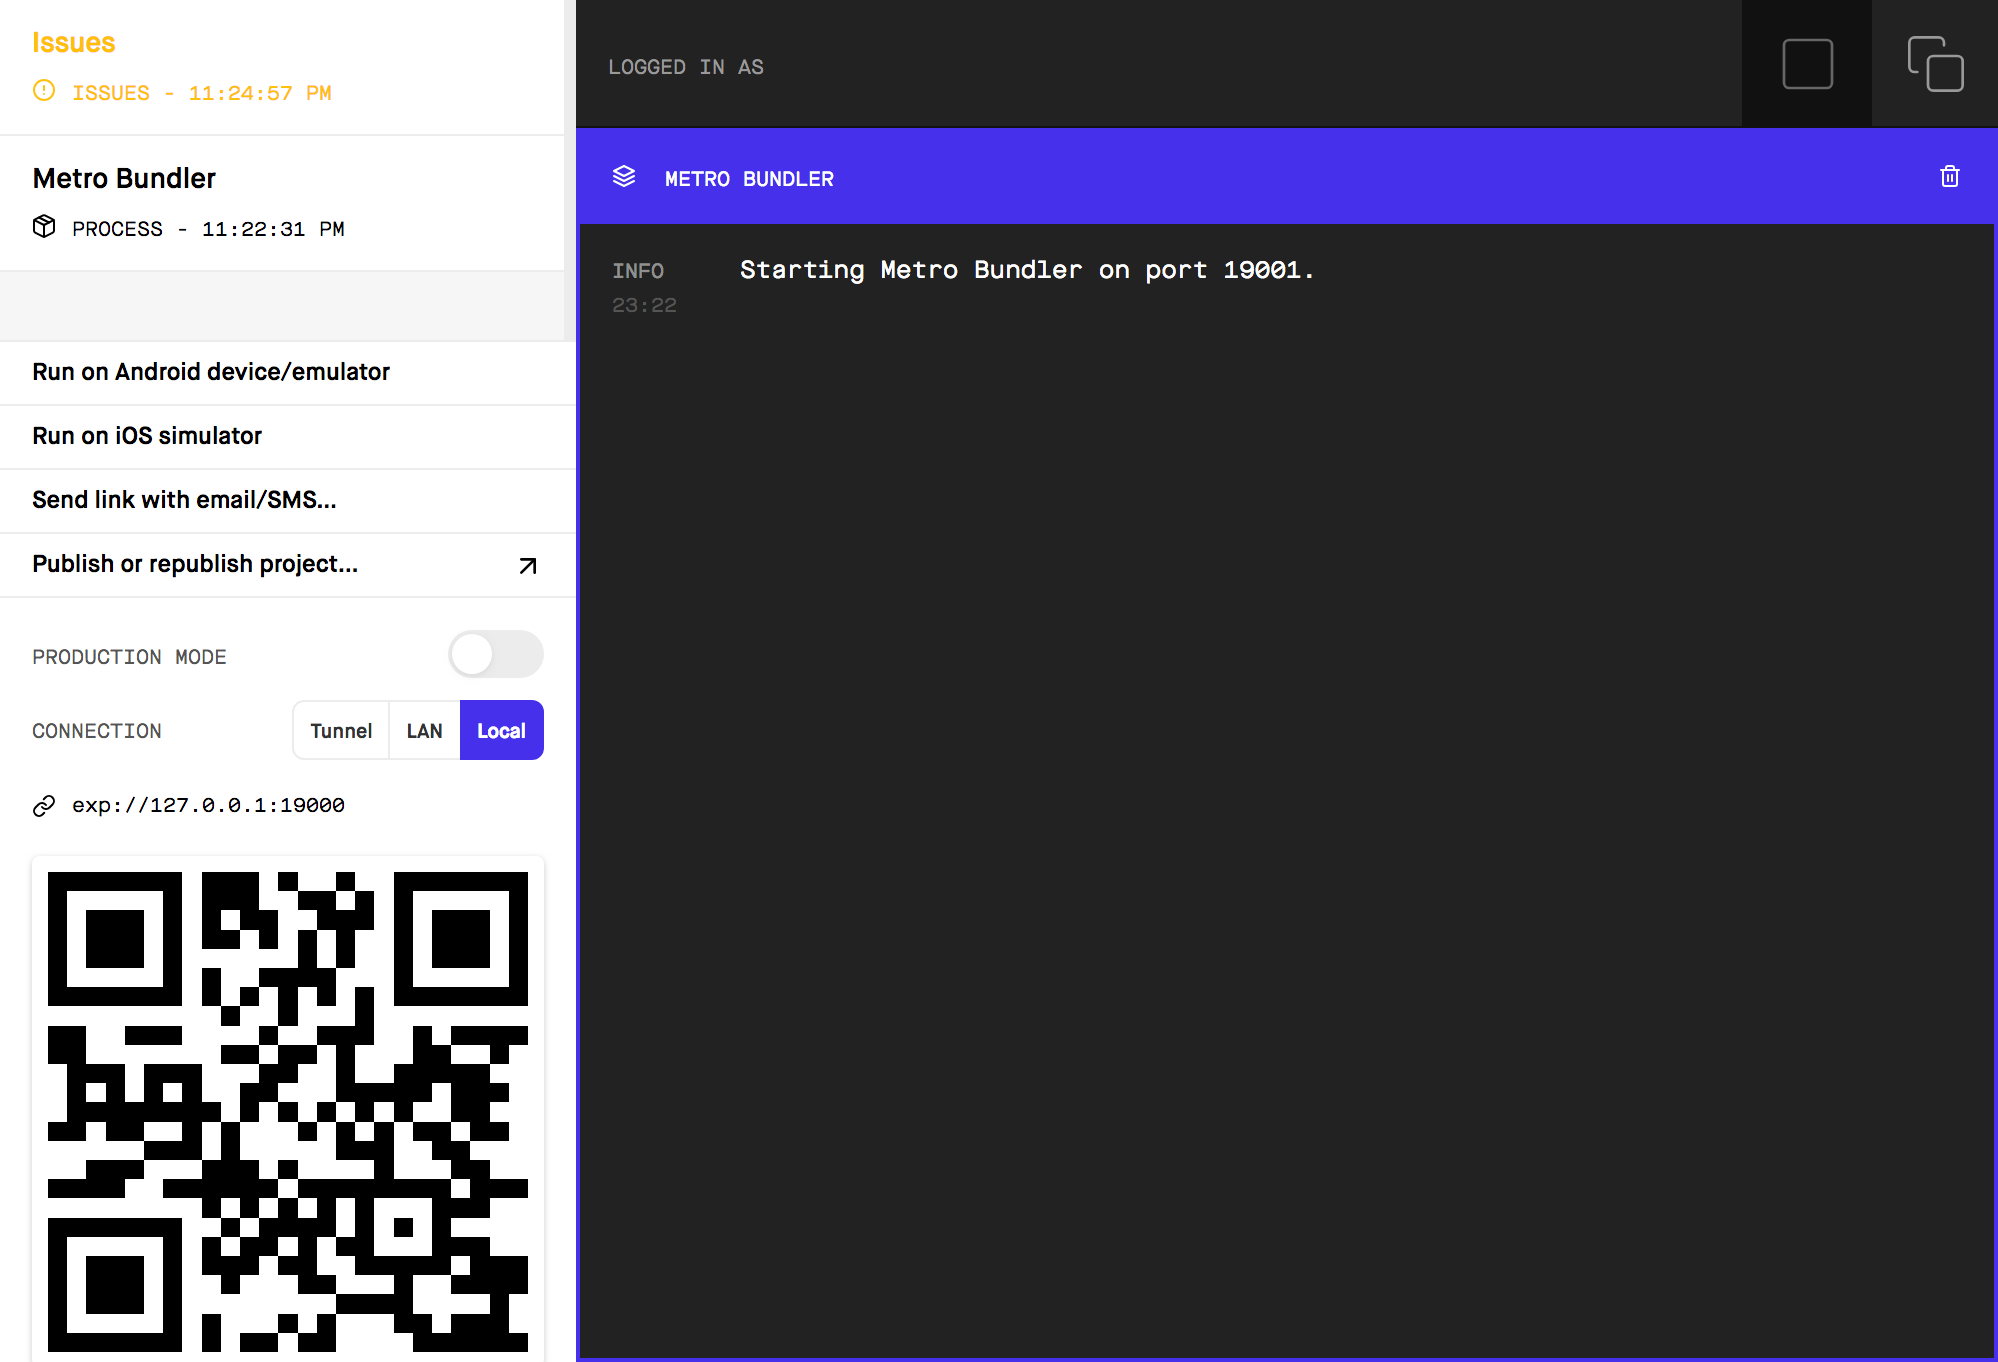 Issues
ISSUES - 11:24:57 PM
Metro Bundler
PROCESS - 11:22:31 PM
Run on Android device/emulator
Run on iOS simulator
Send link with email/SMS...
Publish or republish project...
PRODUCTION MODE
CONNECTION Tunnel LAN Local
exp://127.0.0.1:19000
LOGGED IN AS
METRO BUNDLER
INFO Starting Metro Bundler on port 19001.
23:22